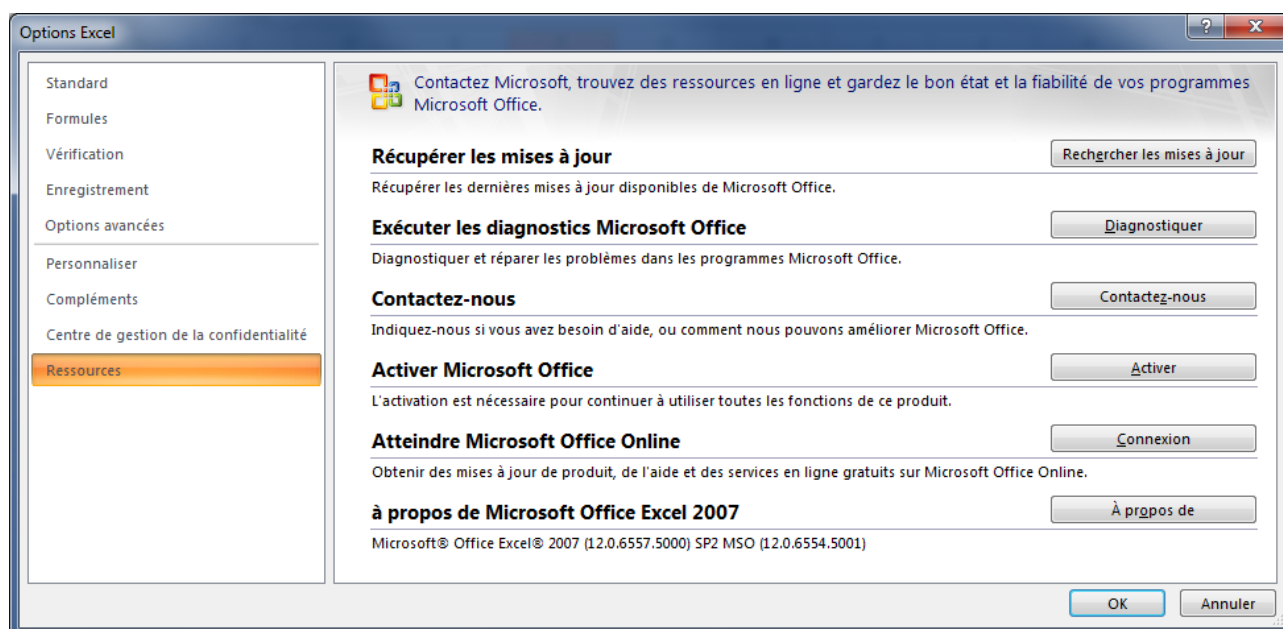 Options Excel
Standard
Formules
Vérification
Enregistrement
Options avancées
Personnaliser
Compléments
Centre de gestion de la confidentialité
Ressources
Contactez Microsoft, trouvez des ressources en ligne et gardez le bon état et la fiabilité de vos programmes
Microsoft Office.
Récupérer les mises à jour
Rechercher les mises à jour
Récupérer les dernières mises à jour disponibles de Microsoft Office.
Exécuter les diagnostics Microsoft Office
Diagnostiquer
Diagnostiquer et réparer les problèmes dans les programmes Microsoft Office.
Contactez-nous
Contactez-nous
Indiquez-nous si vous avez besoin d'aide, ou comment nous pouvons améliorer Microsoft Office.
Activer Microsoft Office
Activer
L'activation est nécessaire pour continuer à utiliser toutes les fonctions de ce produit.
Atteindre Microsoft Office Online
Connexion
Obtenir des mises à jour de produit, de l'aide et des services en ligne gratuits sur Microsoft Office Online.
à propos de Microsoft Office Excel 2007
À propos de
Microsoft® Office Excel® 2007 (12.0.6557.5000) SP2 MSO (12.0.6554.5001)
OK
Annuler